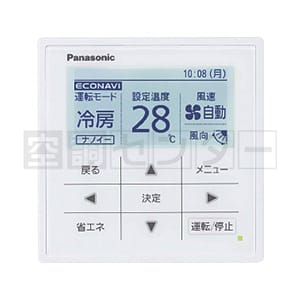 Panasonic
10:08(月)
ECONAVI
運転モード 設定温度 風速
冷房 28℃ 自動
ナノイー 風向
戻る ▲ メニュー
◀ 決定 ▶
省エネ ▼ 運転/停止
空調センター